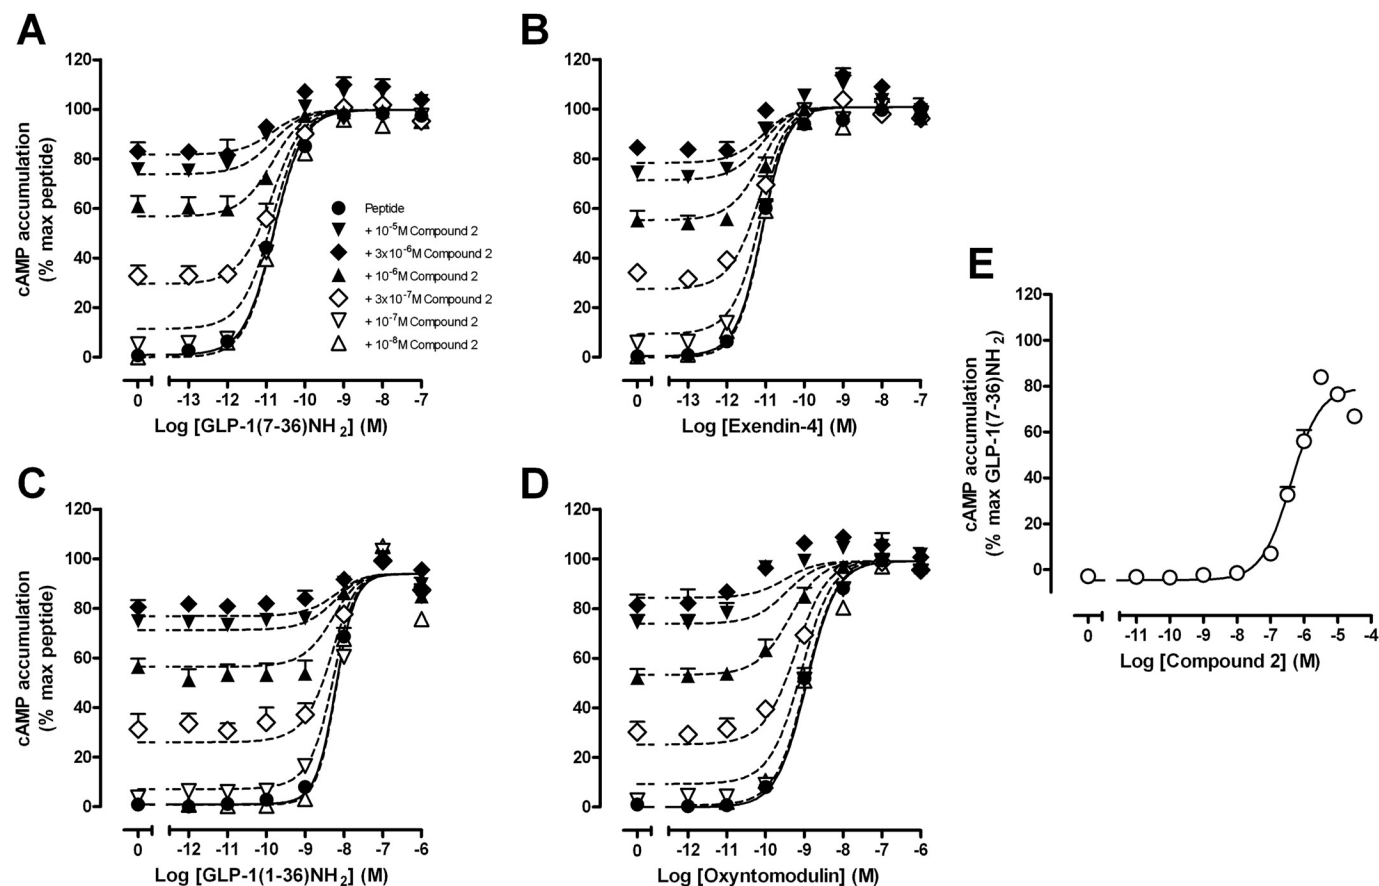 A
cAMP accumulation
(% max peptide)
120
100
80
60
40
20
0
Peptide
+ 10-5M Compound 2
+ 3x10-6M Compound 2
+ 10-6M Compound 2
+ 3x10-7M Compound 2
+ 10-7M Compound 2
+ 10-8M Compound 2
0 -13 -12 -11 -10 -9 -8 -7
Log [GLP-1(7-36)NH2] (M)
B
120
100
80
60
40
20
0
0 -13 -12 -11 -10 -9 -8 -7
Log [Exendin-4] (M)
C
cAMP accumulation
(% max peptide)
120
100
80
60
40
20
0
0 -12 -11 -10 -9 -8 -7 -6
Log [GLP-1(1-36)NH2] (M)
D
120
100
80
60
40
20
0
0 -12 -11 -10 -9 -8 -7 -6
Log [Oxyntomodulin] (M)
E
cAMP accumulation
(% max GLP-1(7-36)NH2)
120
100
80
60
40
20
0
0 -11 -10 -9 -8 -7 -6 -5 -4
Log [Compound 2] (M)